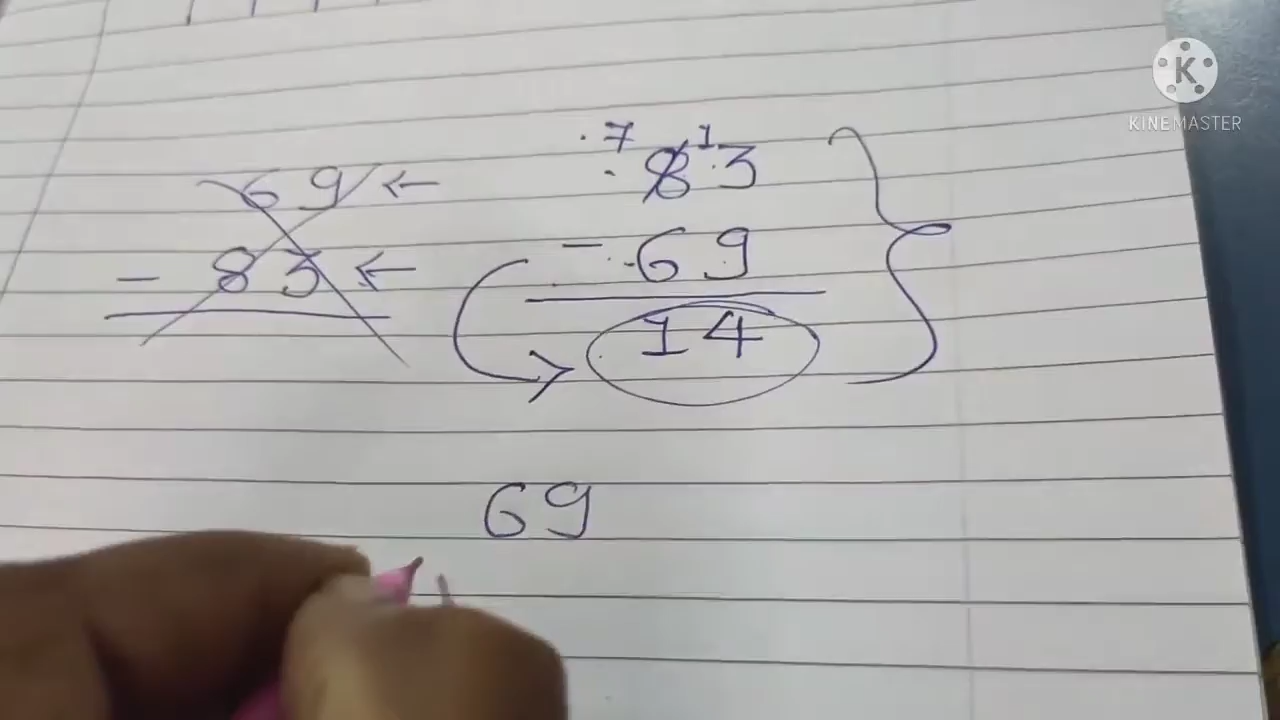 69 ←
- 83 ←
7 1
83
- 69
14
69
K
KINEMASTER